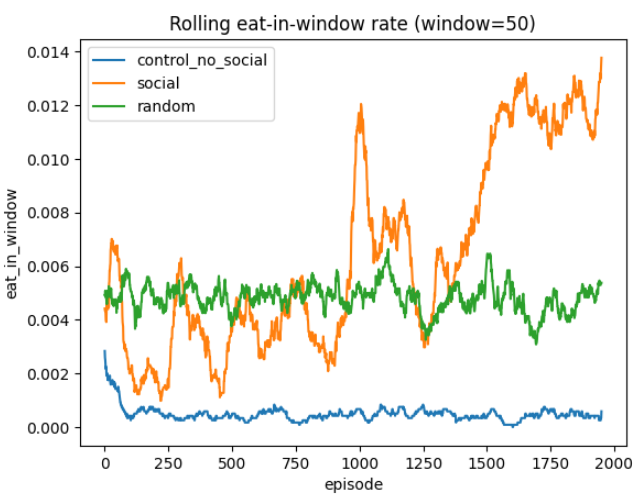 Rolling eat-in-window rate (window=50)
control_no_social
social
random
0.014
0.012
0.010
0.008
0.006
0.004
0.002
0.000
eat_in_window
0 250 500 750 1000 1250 1500 1750 2000
episode